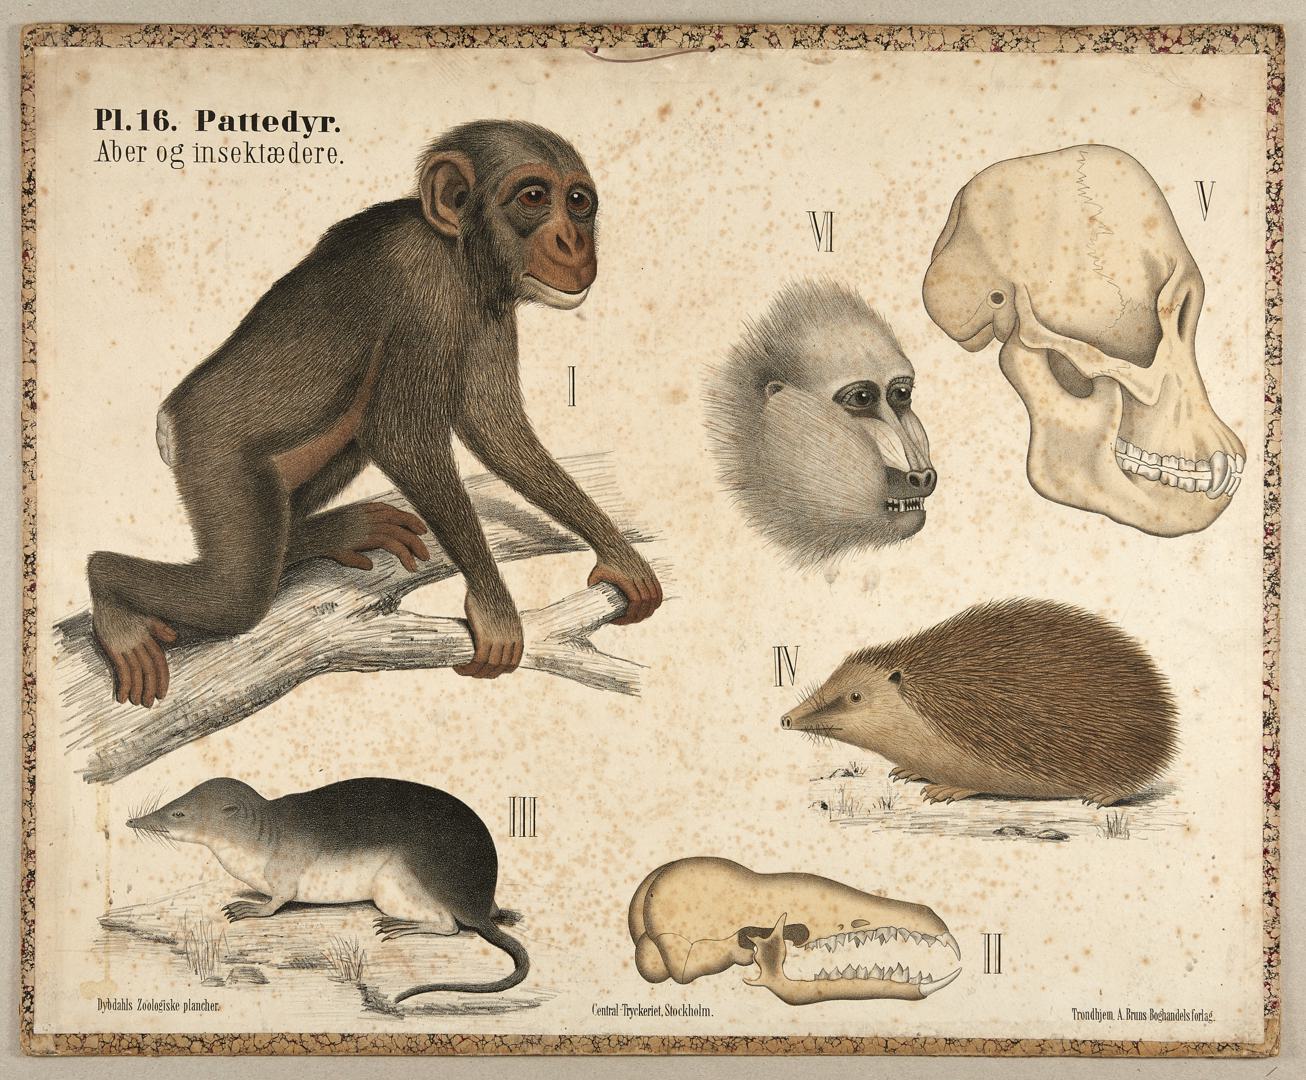 Pl. 16. Pattedyr.
Aber og insektædere.
VI
V
I
IV
III
II
Dybdahls Zoologiske plancher.
Central-Tryckeriet, Stockholm.
Trondhjem, A. Bruns Boghandels forlag.